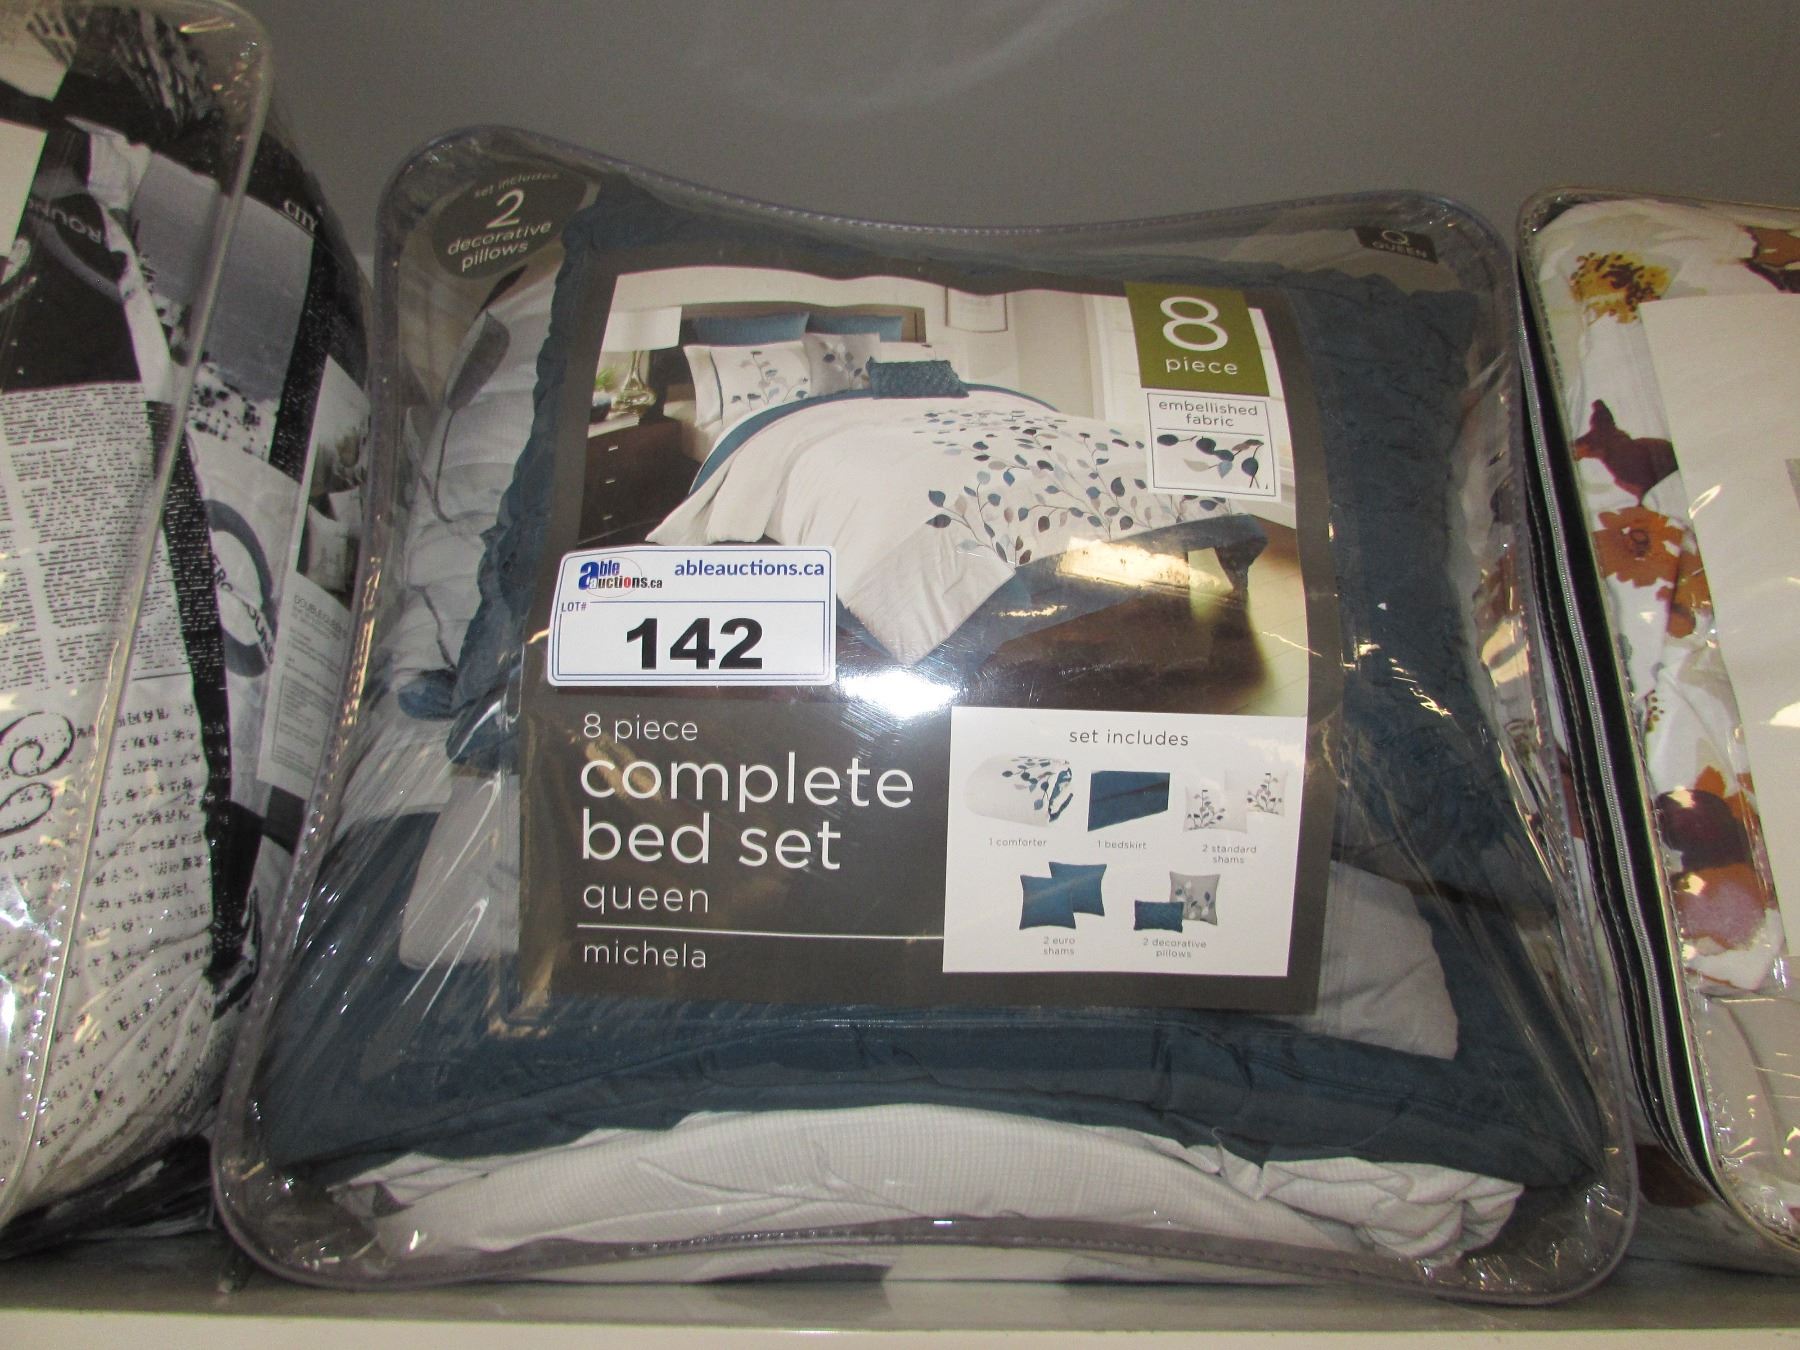 set includes
2
decorative
pillows
Q
QUEEN
CITY
8
piece
embellished
fabric
able
auctions.ca
ableauctions.ca
LOT#
142
8 piece
complete
bed set
queen
michela
set includes
1 comforter
1 bedskirt
2 standard
shams
2 euro
shams
2 decorative
pillows